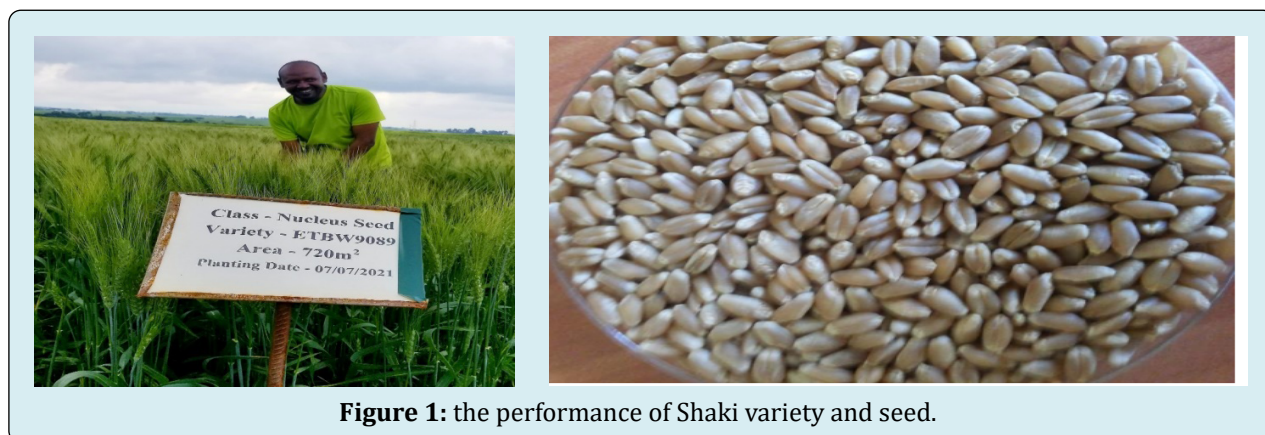 Class - Nucleus Seed
Variety - ETBW9089
Area - 720m²
Planting Date - 07/07/2021
Figure 1: the performance of Shaki variety and seed.